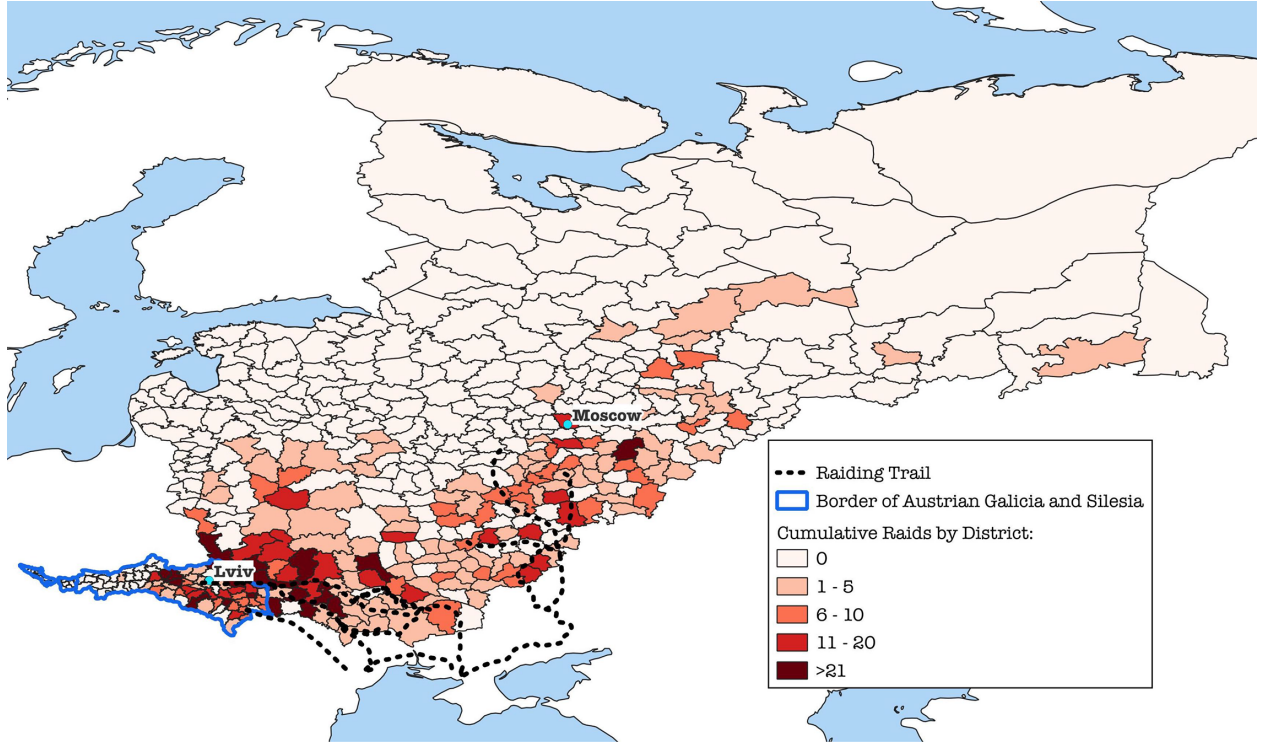 Moscow
Lviv
Raiding Trail
Border of Austrian Galicia and Silesia
Cumulative Raids by District:
0
1 - 5
6 - 10
11 - 20
>21